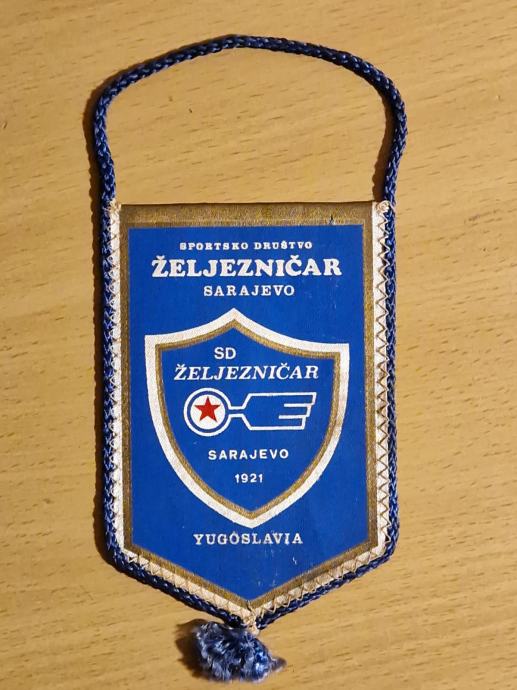 SPORTSKO DRUŠTVO
ŽELJEZNIČAR
SARAJEVO
SD
ŽELJEZNIČAR
SARAJEVO
1921
YUGOSLAVIA